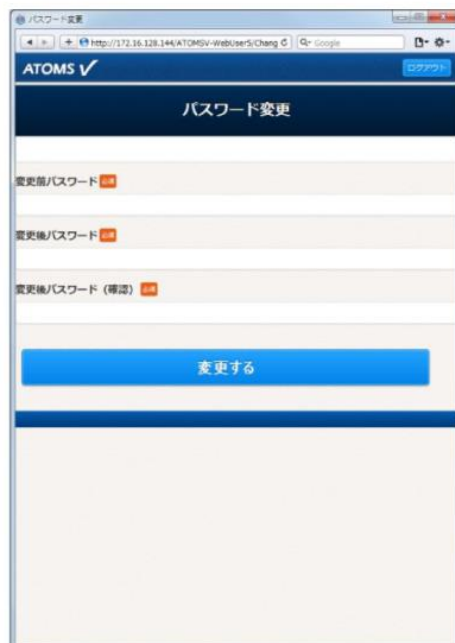 パスワード変更
http://172.16.128.144/ATOMSV-WebUserS/Chang
Google
ATOMS V
ログアウト
パスワード変更
変更前パスワード 必須
変更後パスワード 必須
変更後パスワード（確認） 必須
変更する